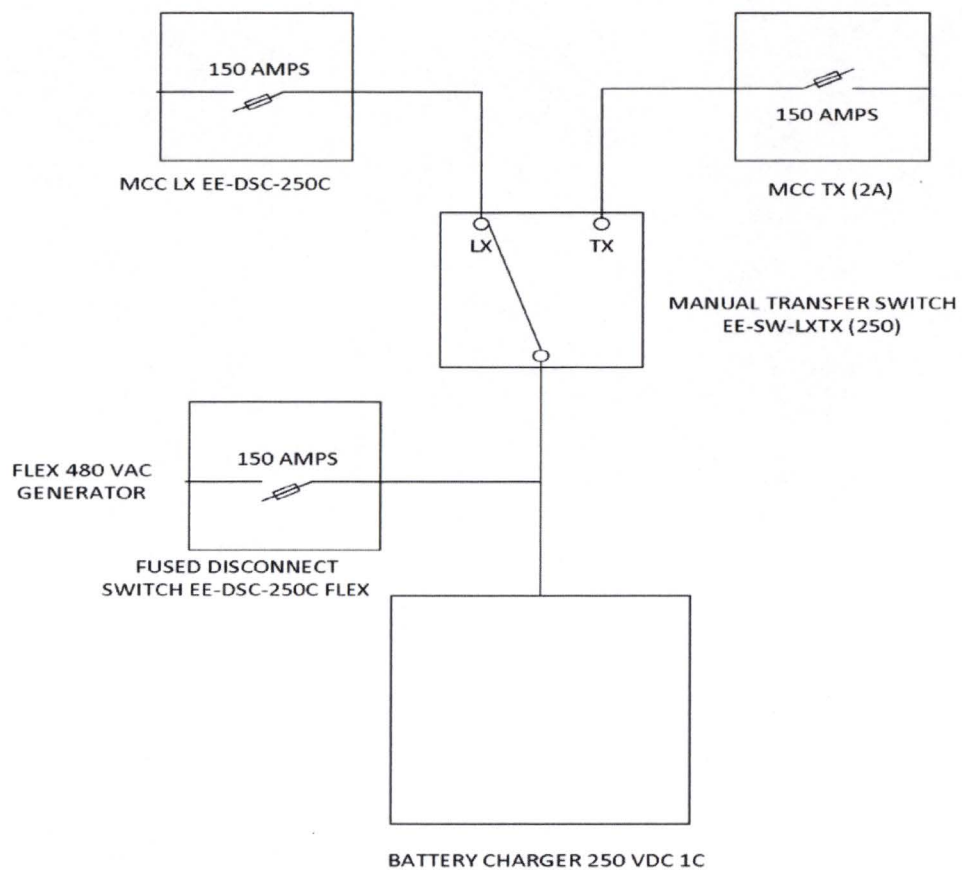 150 AMPS
MCC LX EE-DSC-250C
150 AMPS
MCC TX (2A)
LX
TX
MANUAL TRANSFER SWITCH
EE-SW-LXTX (250)
FLEX 480 VAC
GENERATOR
150 AMPS
FUSED DISCONNECT
SWITCH EE-DSC-250C FLEX
BATTERY CHARGER 250 VDC 1C